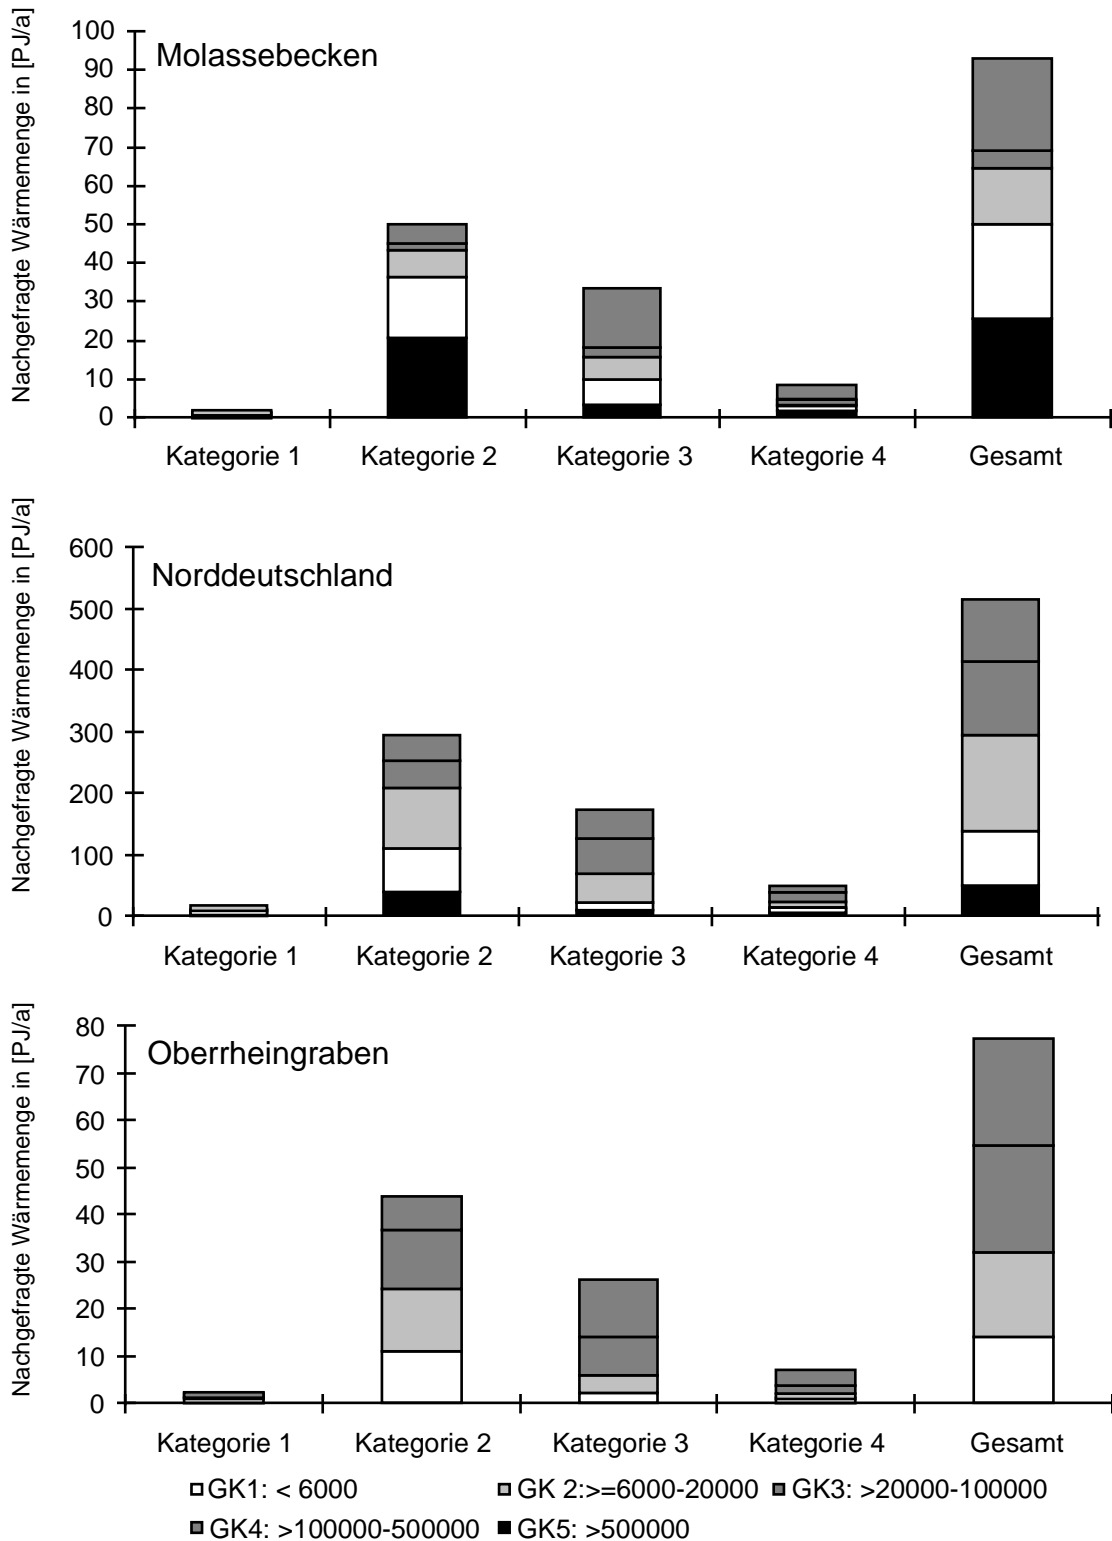 Nachgefragte Wärmemenge in [PJ/a]
Molassebecken
100
90
80
70
60
50
40
30
20
10
0
Kategorie 1 Kategorie 2 Kategorie 3 Kategorie 4 Gesamt
Nachgefragte Wärmemenge in [PJ/a]
Norddeutschland
600
500
400
300
200
100
0
Kategorie 1 Kategorie 2 Kategorie 3 Kategorie 4 Gesamt
Nachgefragte Wärmemenge in [PJ/a]
Oberrheingraben
80
70
60
50
40
30
20
10
0
Kategorie 1 Kategorie 2 Kategorie 3 Kategorie 4 Gesamt
GK1: < 6000 GK 2:>=6000-20000 GK3: >20000-100000
GK4: >100000-500000 GK5: >500000